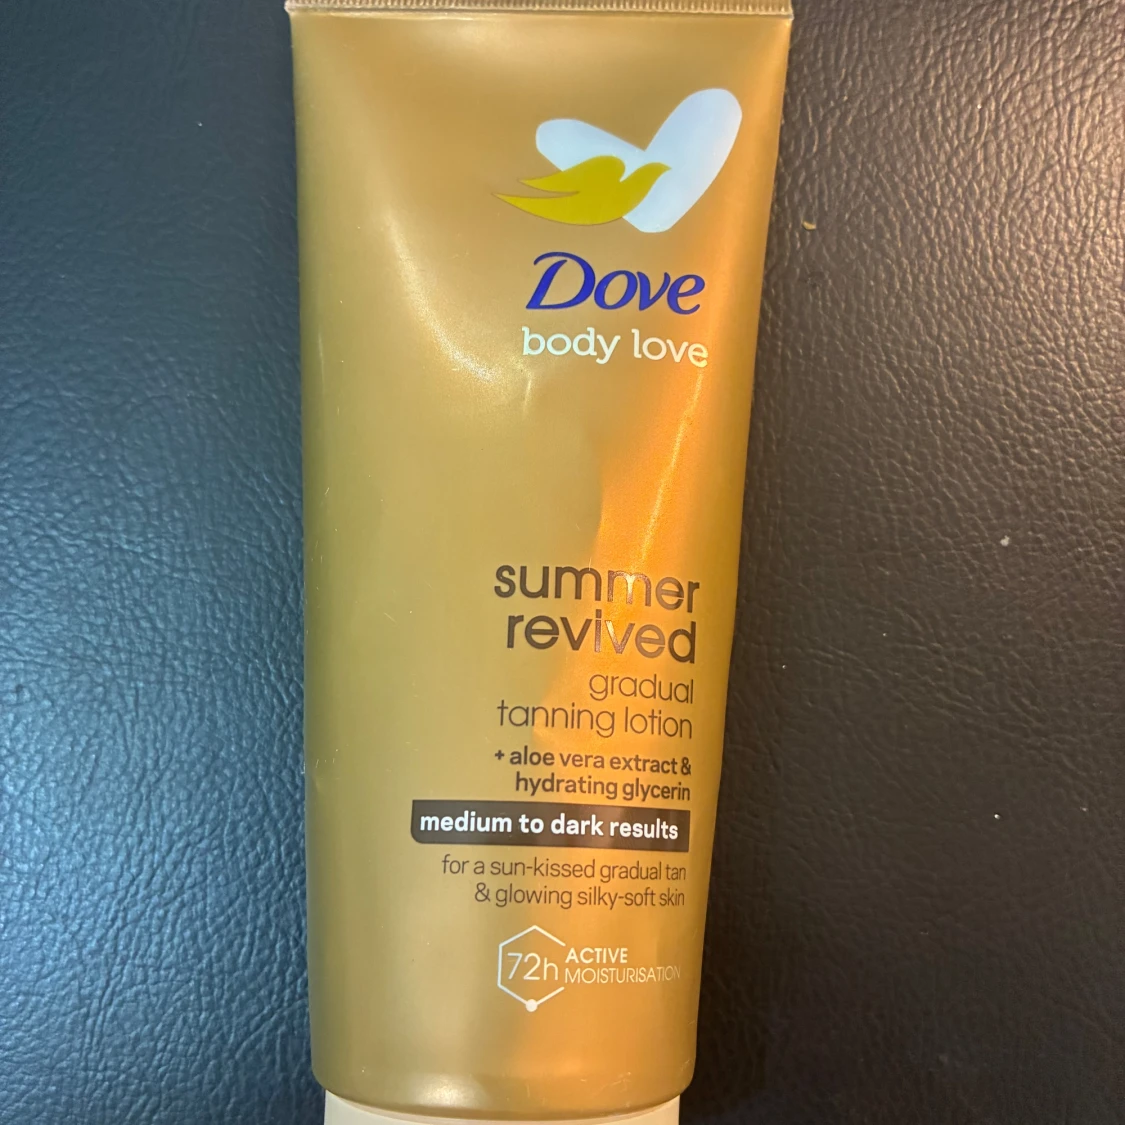 Dove
body love
summer
revived
gradual
tanning lotion
+ aloe vera extract &
hydrating glycerin
medium to dark results
for a sun-kissed gradual tan
& glowing silky-soft skin
72h ACTIVE
MOISTURISATION